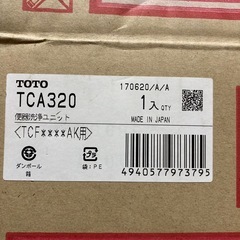 TOTO
170620/A/A
TCA320
1入
QTY
便器洗浄ユニット
MADE IN JAPAN
<TCF****AK用>
ダンボール
箱
袋:PE
4940577973795